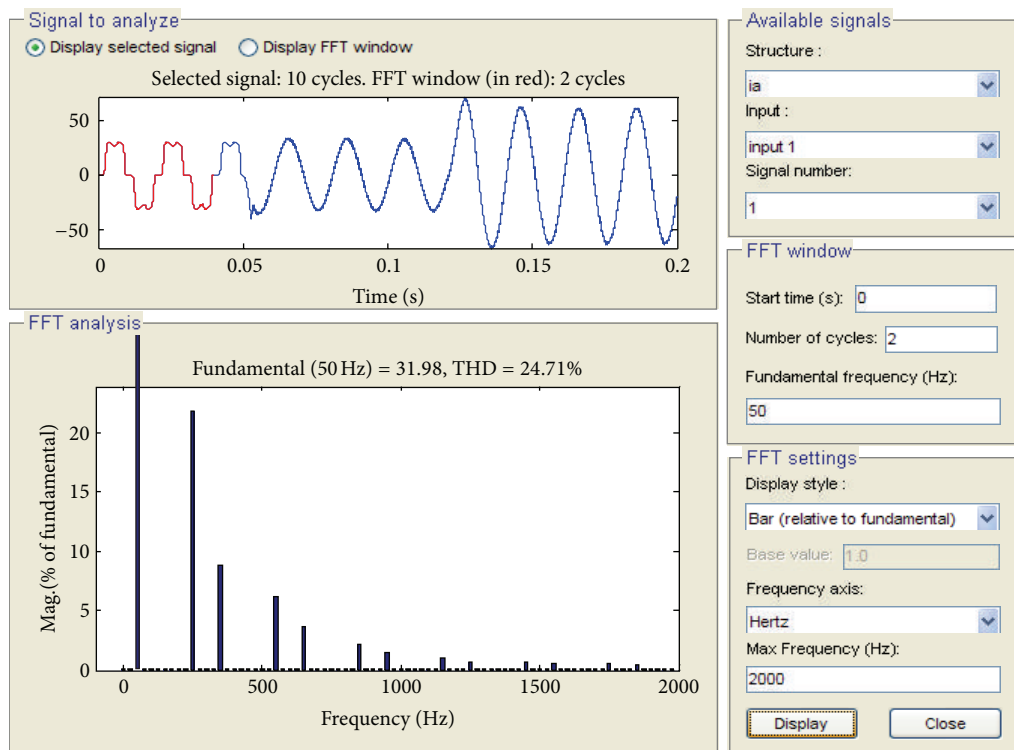 Signal to analyze
Display selected signal
Display FFT window
Selected signal: 10 cycles. FFT window (in red): 2 cycles
50
0
−50
0
0.05
0.1
0.15
0.2
Time (s)
FFT analysis
Fundamental (50 Hz) = 31.98, THD = 24.71%
Mag.(% of fundamental)
20
15
10
5
0
0
500
1000
1500
2000
Frequency (Hz)
Available signals
Structure :
ia
Input :
input 1
Signal number:
1
FFT window
Start time (s): 0
Number of cycles: 2
Fundamental frequency (Hz):
50
FFT settings
Display style :
Bar (relative to fundamental)
Base value: 1.0
Frequency axis:
Hertz
Max Frequency (Hz):
2000
Display
Close